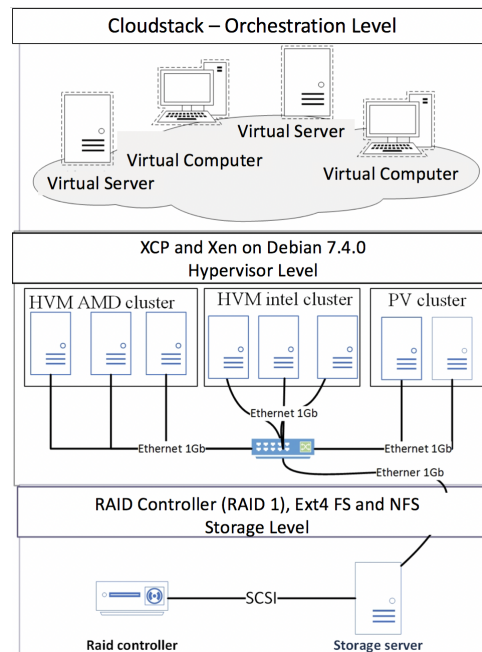 Cloudstack – Orchestration Level
Virtual Server
Virtual Computer
Virtual Server
Virtual Computer
XCP and Xen on Debian 7.4.0
Hypervisor Level
HVM AMD cluster
HVM intel cluster
PV cluster
Ethernet 1Gb
Ethernet 1Gb
Ethernet 1Gb
Etherner 1Gb
RAID Controller (RAID 1), Ext4 FS and NFS
Storage Level
SCSI
Raid controller
Storage server